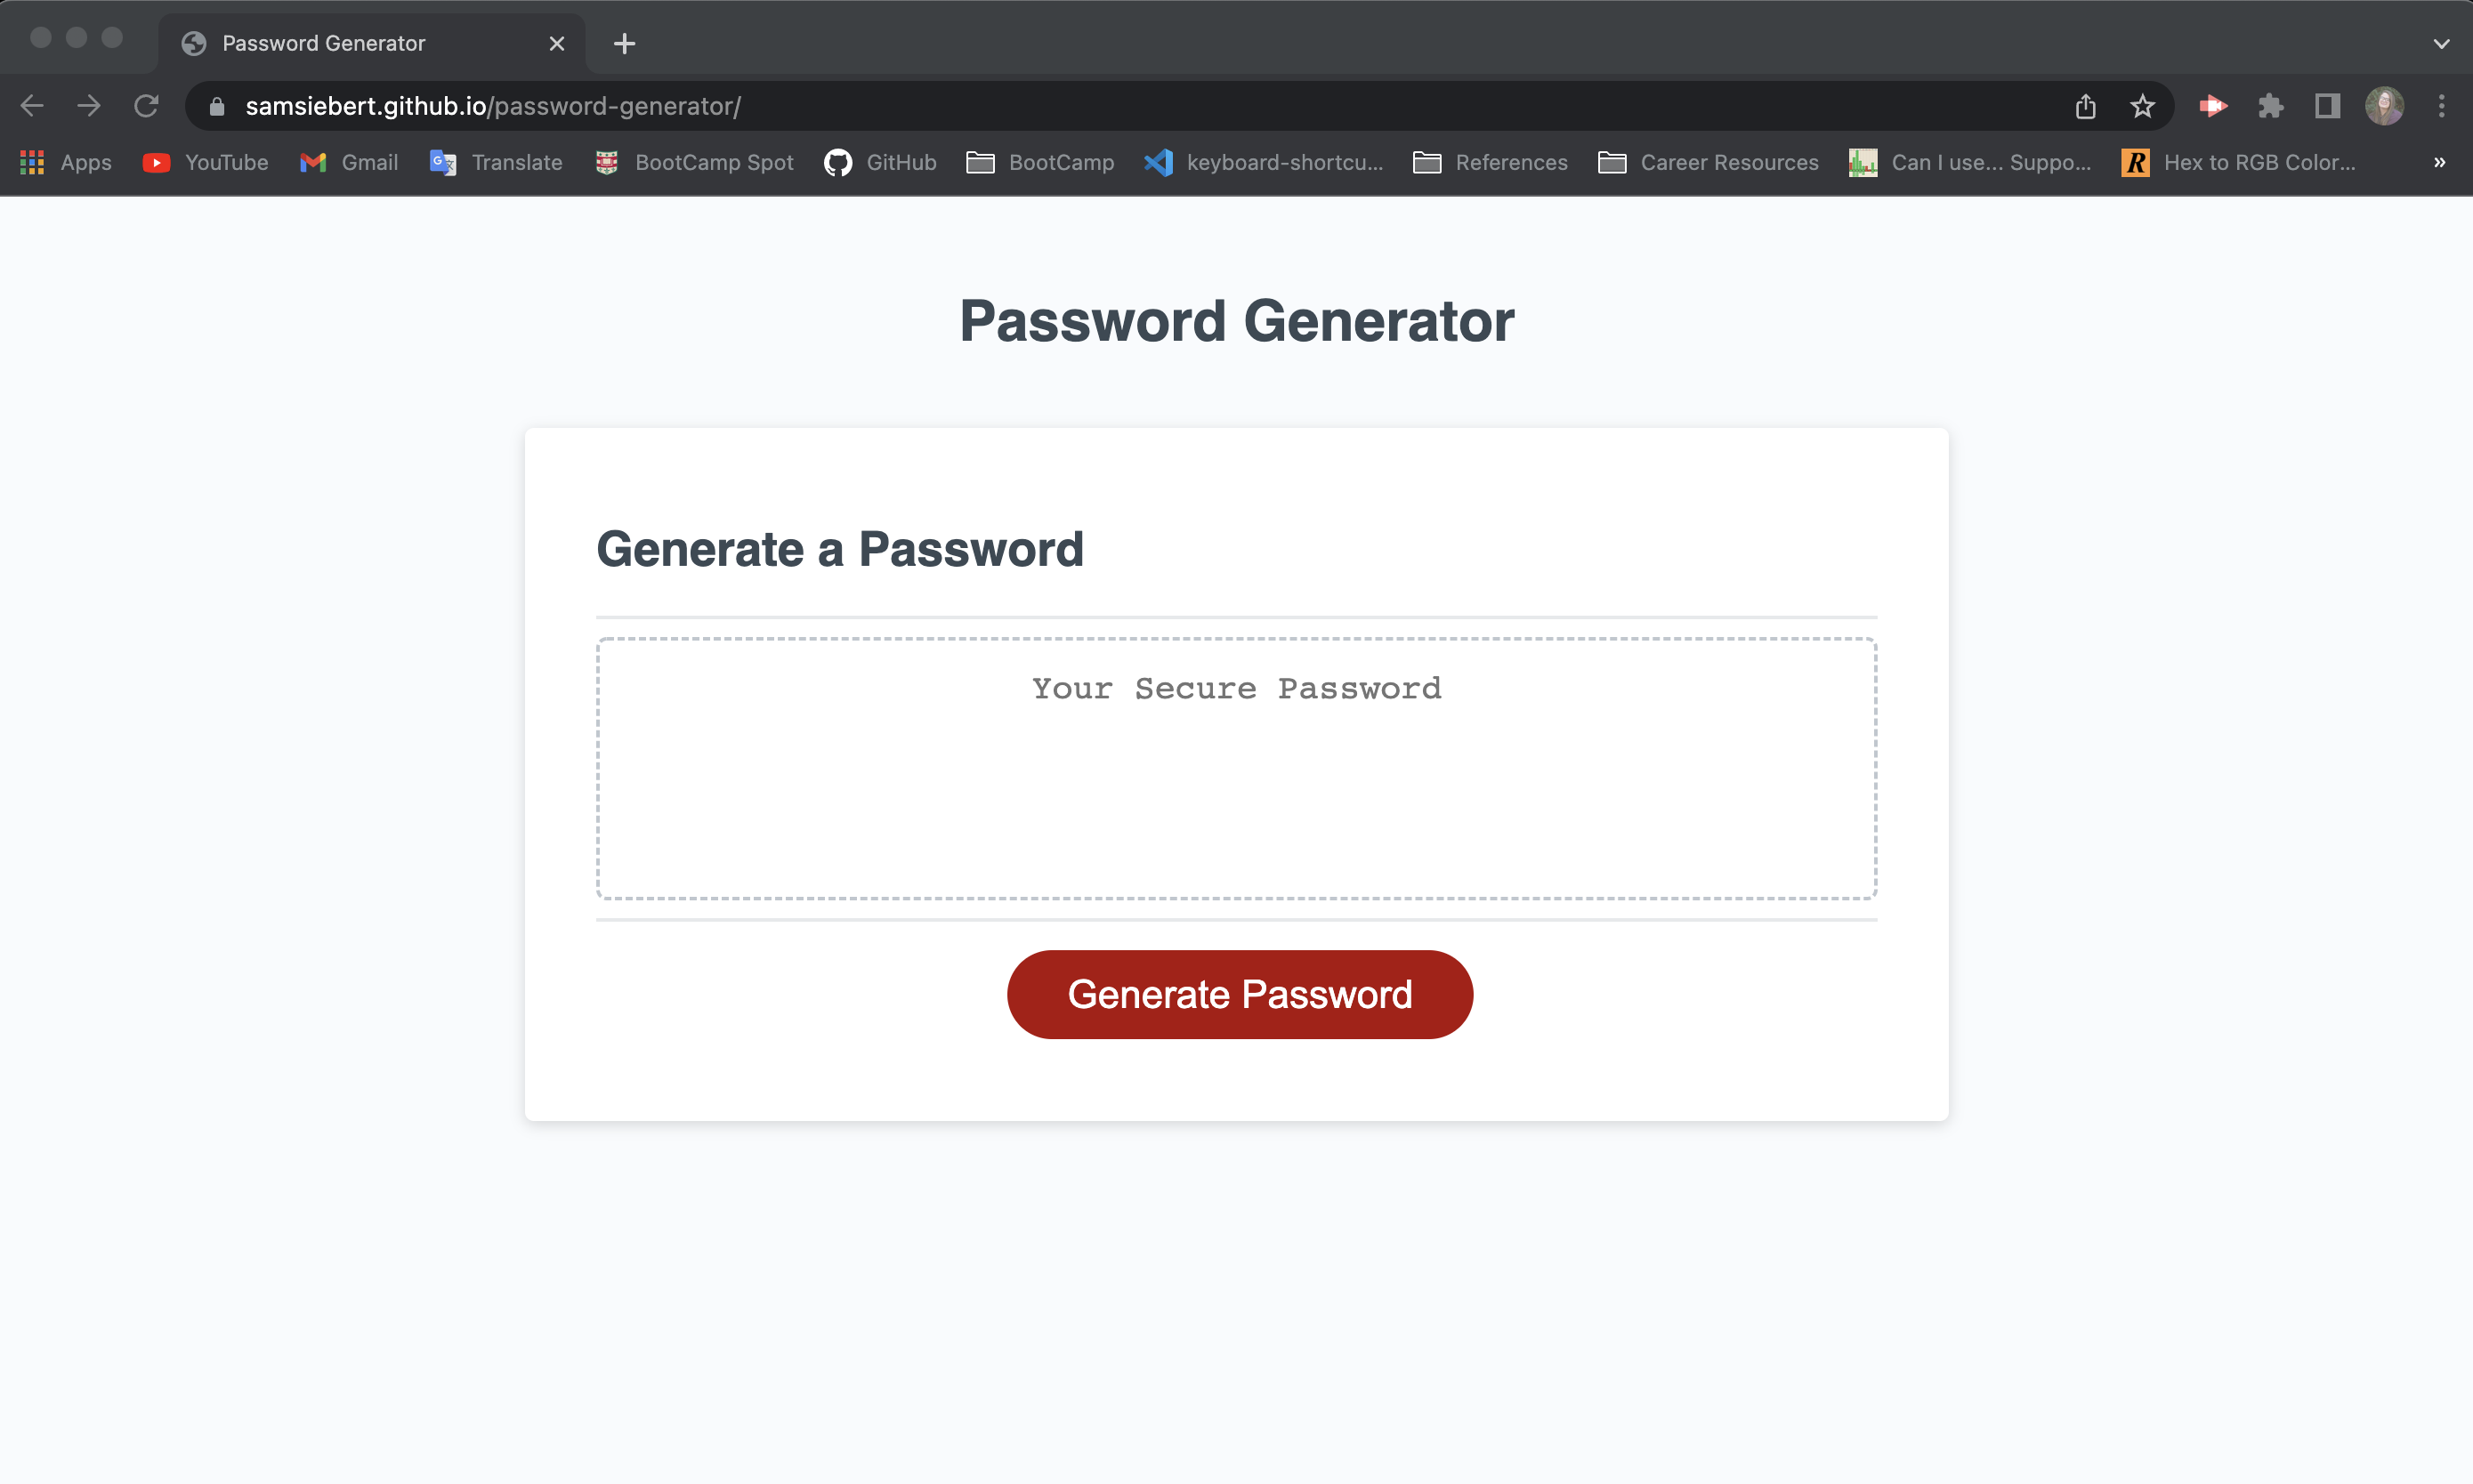 Password Generator
samsiebert.github.io/password-generator/
Apps YouTube Gmail Translate BootCamp Spot GitHub BootCamp keyboard-shortcu... References Career Resources Can I use... Suppo... Hex to RGB Color... »
Password Generator
Generate a Password
Your Secure Password
Generate Password